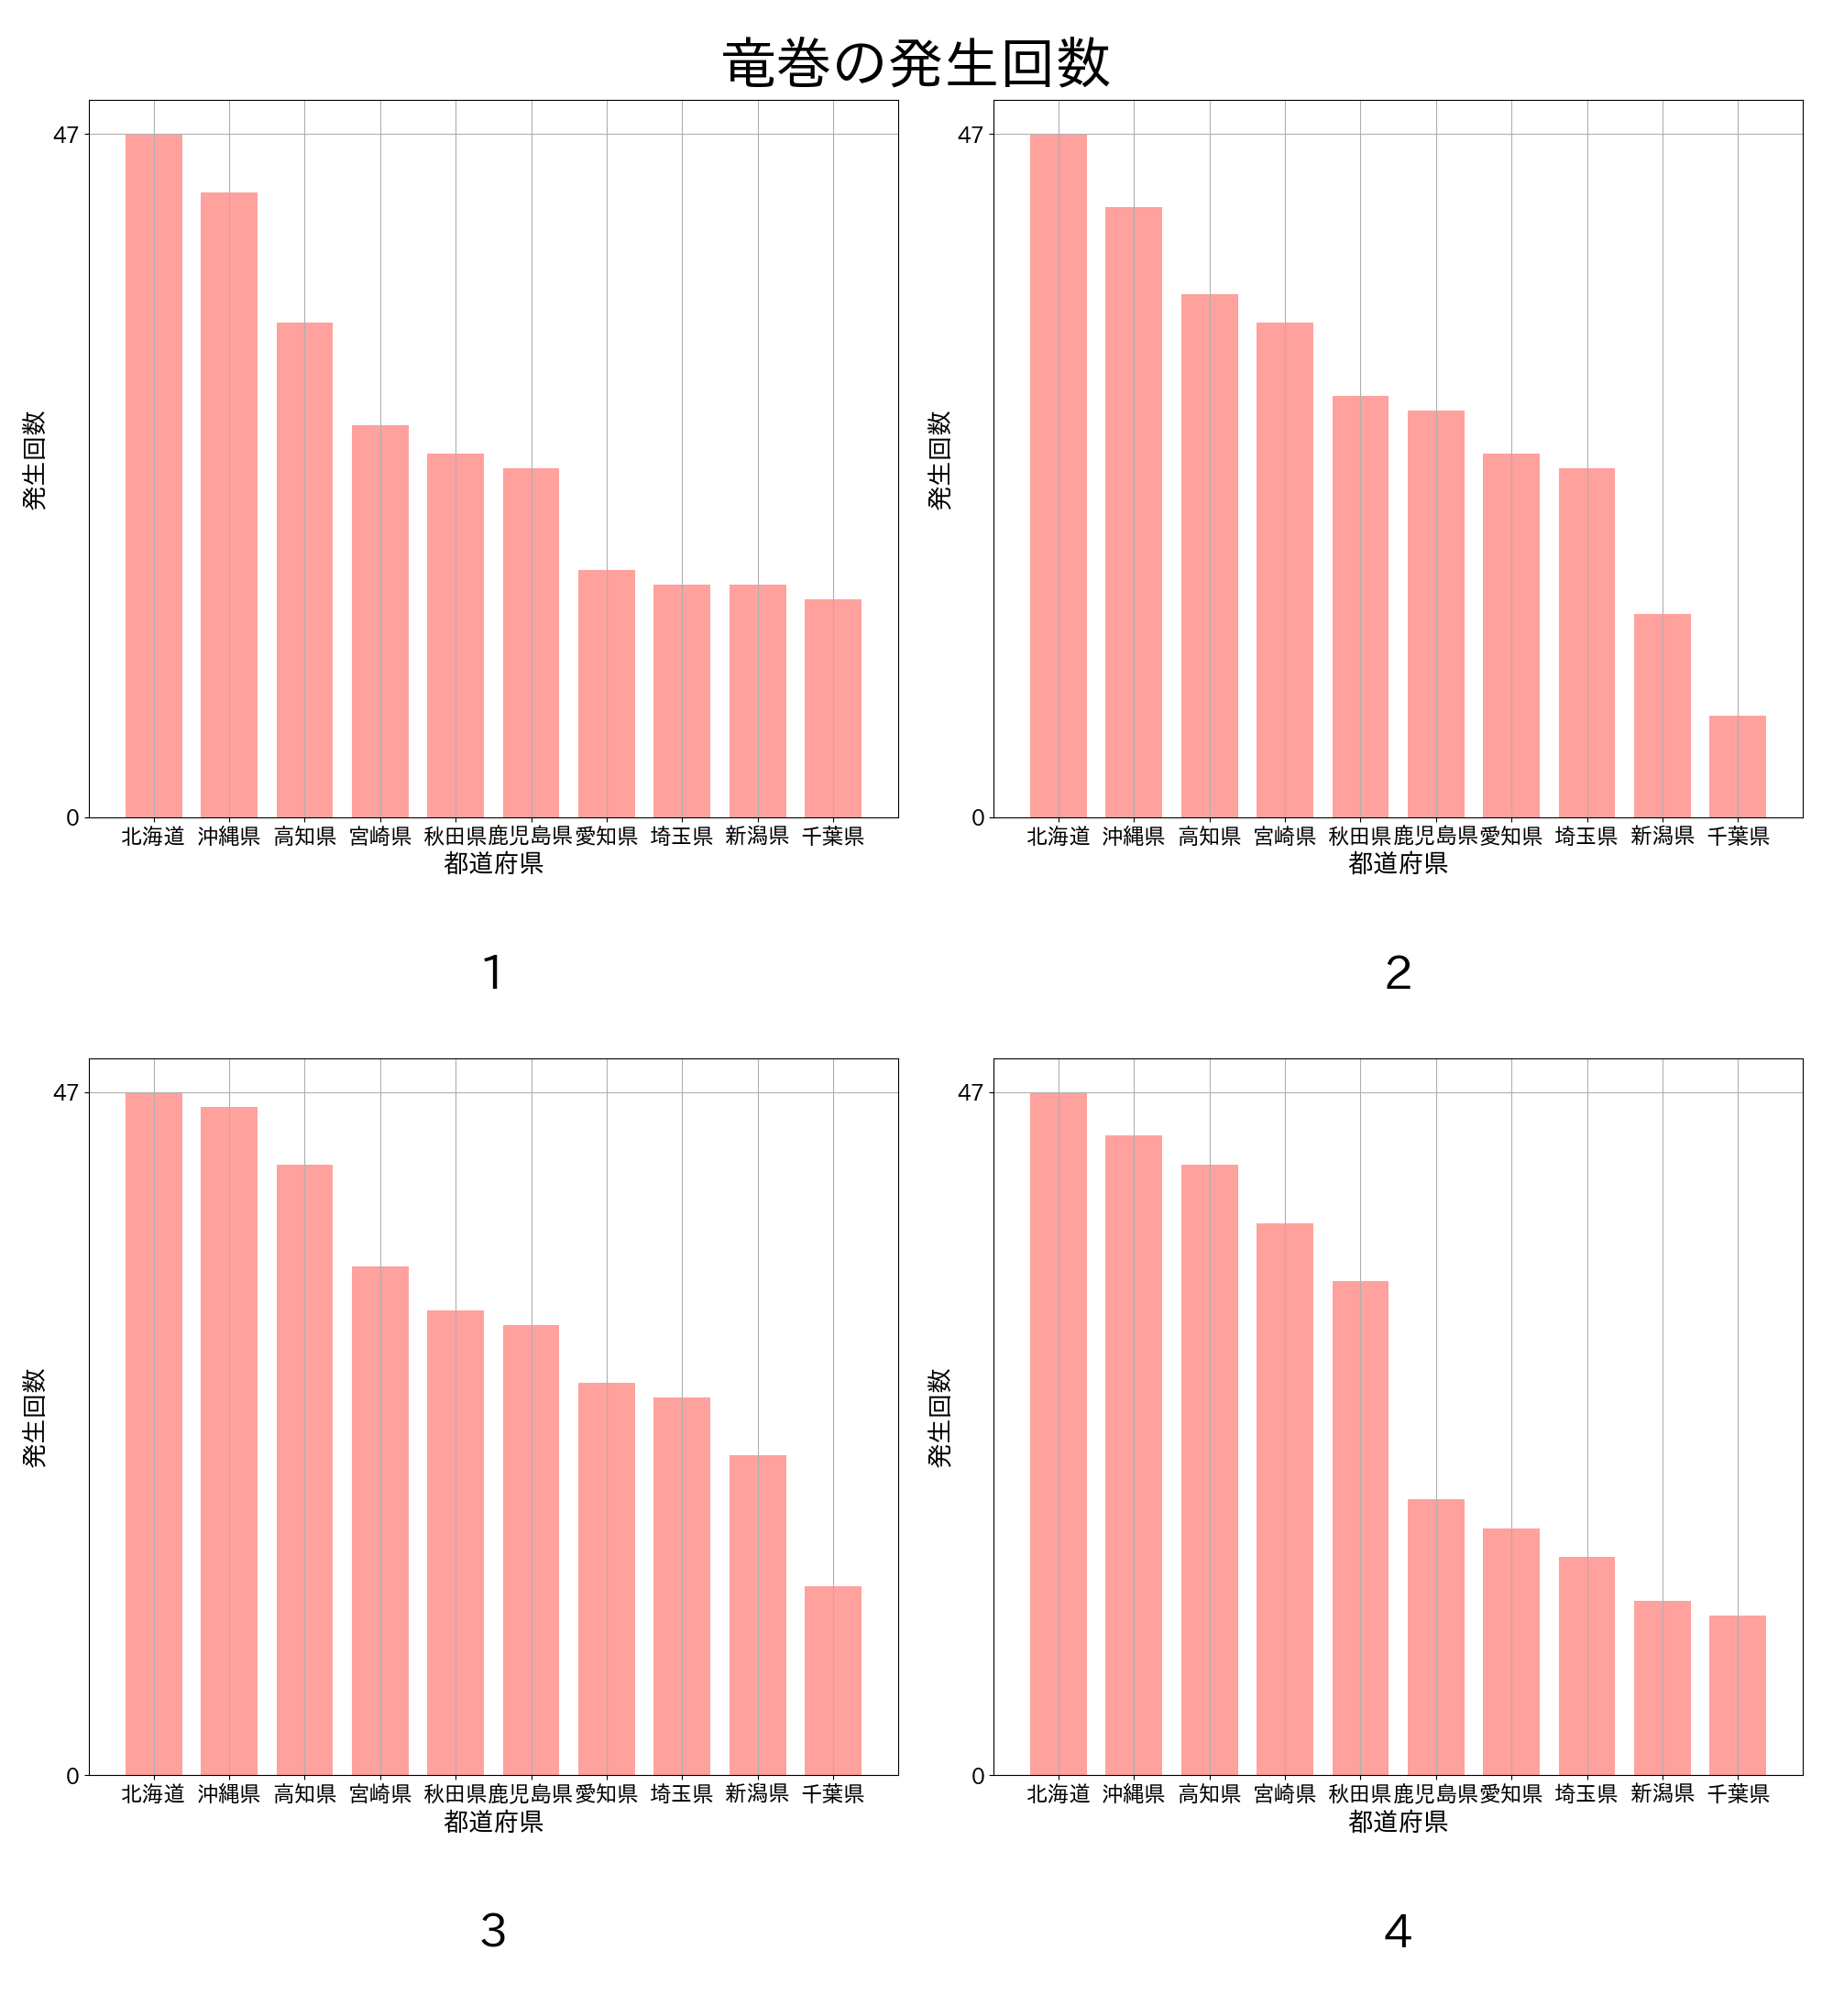 竜巻の発生回数
47
0
発生回数
北海道 沖縄県 高知県 宮崎県 秋田県 鹿児島県 愛知県 埼玉県 新潟県 千葉県
都道府県
1
47
0
発生回数
北海道 沖縄県 高知県 宮崎県 秋田県 鹿児島県 愛知県 埼玉県 新潟県 千葉県
都道府県
2
47
0
発生回数
北海道 沖縄県 高知県 宮崎県 秋田県 鹿児島県 愛知県 埼玉県 新潟県 千葉県
都道府県
3
47
0
発生回数
北海道 沖縄県 高知県 宮崎県 秋田県 鹿児島県 愛知県 埼玉県 新潟県 千葉県
都道府県
4